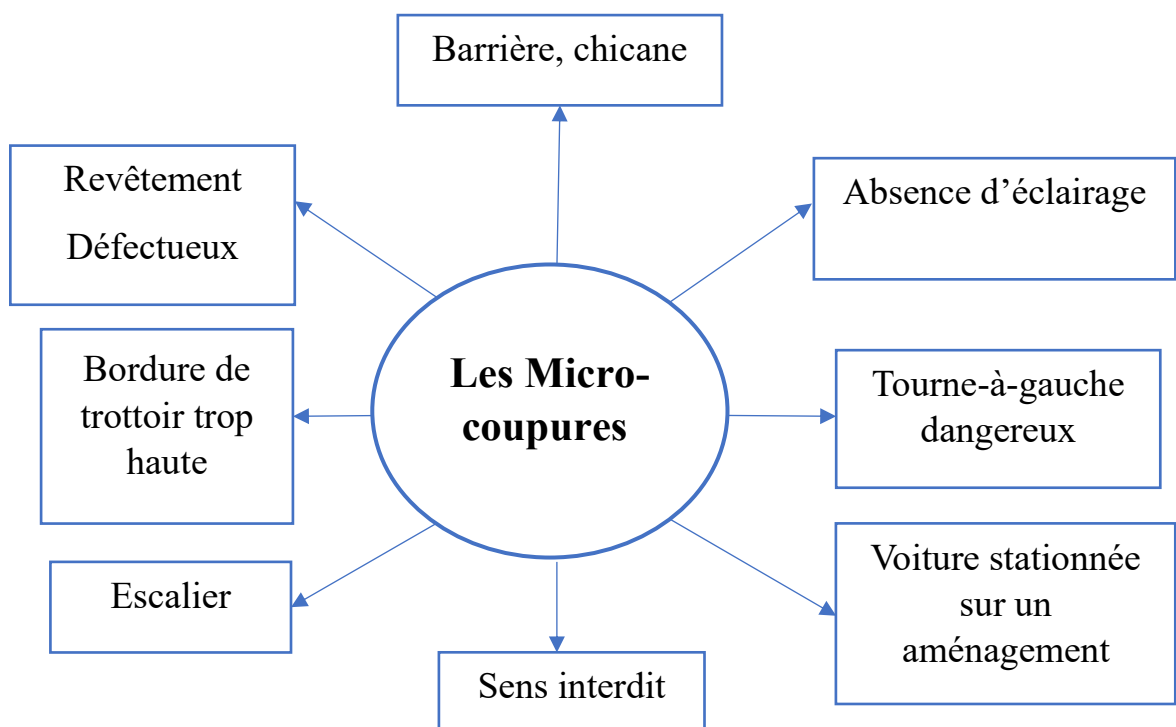 Barrière, chicane
Revêtement
Défectueux
Absence d’éclairage
Les Micro-
coupures
Bordure de
trottoir trop
haute
Tourne-à-gauche
dangereux
Escalier
Voiture stationnée
sur un
aménagement
Sens interdit